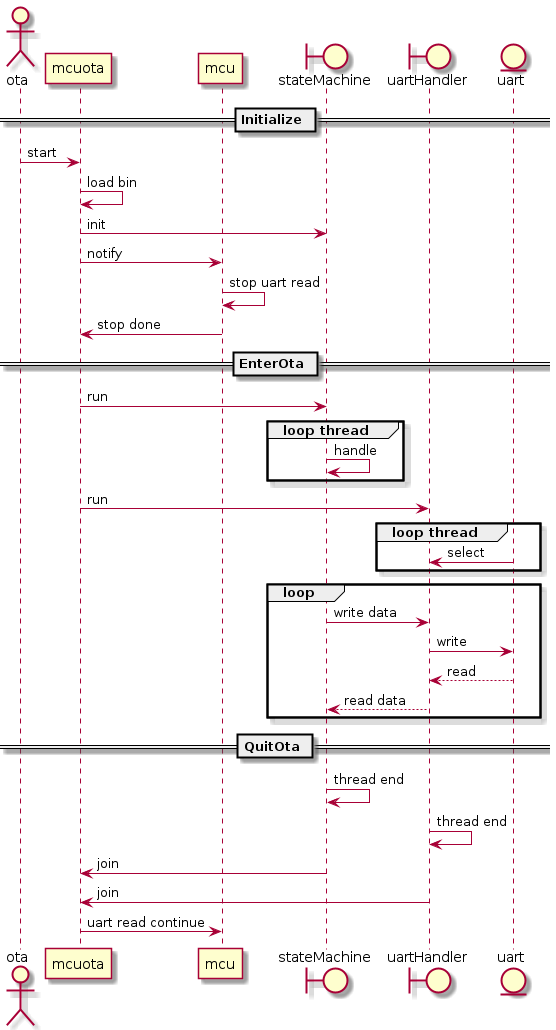 ota mcuota mcu stateMachine uartHandler uart
Initialize
start
load bin
init
notify
stop uart read
stop done
EnterOta
run
loop thread
handle
run
loop thread
select
loop
write data
write
read
read data
QuitOta
thread end
thread end
join
join
uart read continue
ota mcuota mcu stateMachine uartHandler uart